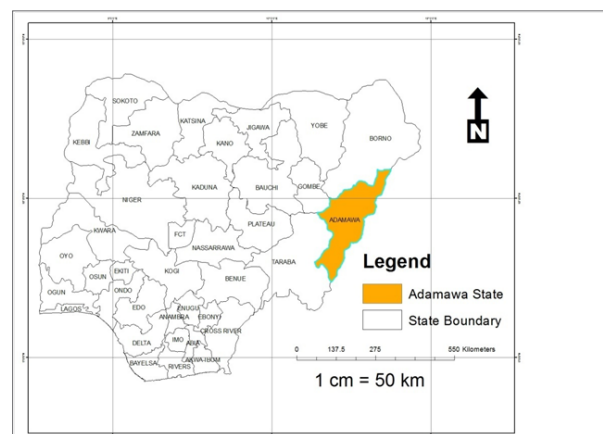 SOKOTO
KATSINA
JIGAWA
YOBE
BORNO
ZAMFARA
KEBBI
KANO
KADUNA
BAUCHI
GOMBE
NIGER
ADAMAWA
PLATEAU
KWARA
FCT
NASSARRAWA
OYO
TARABA
OSUN
EKITI
KOGI
BENUE
OGUN
ONDO
LAGOS
EDO
ENUGU
ANAMBRA
EBONYI
CROSS RIVER
DELTA
IMO
ABIA
AKWA-IBOM
BAYELSA
RIVERS
N
Legend
Adamawa State
State Boundary
0 137.5 275 550 Kilometers
1 cm = 50 km